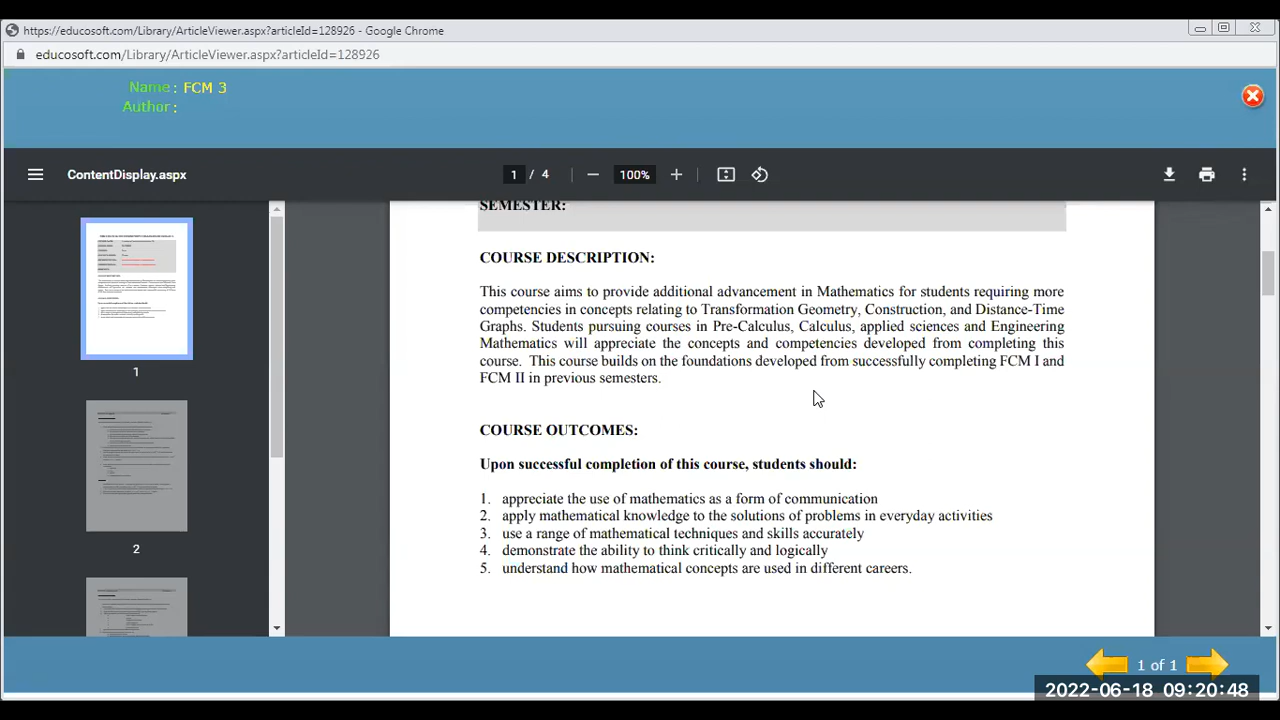 https://educosoft.com/Library/ArticleViewer.aspx?articleId=128926 - Google Chrome
educosoft.com/Library/ArticleViewer.aspx?articleId=128926
Name : FCM 3
Author :
ContentDisplay.aspx
1 / 4
100%
SEMESTER:
COURSE DESCRIPTION:
This course aims to provide additional advancement in Mathematics for students requiring more
competencies in concepts relating to Transformation Geometry, Construction, and Distance-Time
Graphs. Students pursuing courses in Pre-Calculus, Calculus, applied sciences and Engineering
Mathematics will appreciate the concepts and competencies developed from completing this
course. This course builds on the foundations developed from successfully completing FCM I and
FCM II in previous semesters.
COURSE OUTCOMES:
Upon successful completion of this course, students should:
1. appreciate the use of mathematics as a form of communication
2. apply mathematical knowledge to the solutions of problems in everyday activities
3. use a range of mathematical techniques and skills accurately
4. demonstrate the ability to think critically and logically
5. understand how mathematical concepts are used in different careers.
1
2
1 of 1
2022-06-18 09:20:48